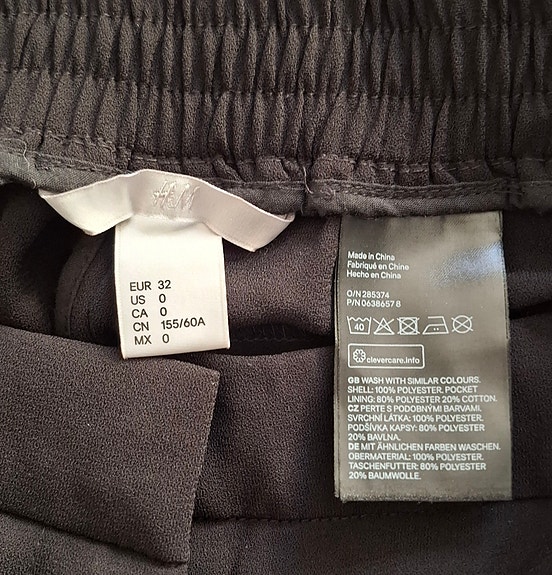 H&M
EUR 32
US 0
CA 0
CN 155/60A
MX 0
Made in China
Fabriqué en Chine
Hecho en China
O/N 285374
P/N 0638657 8
40
clevercare.info
GB WASH WITH SIMILAR COLOURS.
SHELL: 100% POLYESTER. POCKET
LINING: 80% POLYESTER 20% COTTON.
CZ PERTE S PODOBNÝMI BARVAMI.
SVRCHNÍ LÁTKA: 100% POLYESTER.
PODŠÍVKA KAPSY: 80% POLYESTER
20% BAVLNA.
DE MIT ÄHNLICHEN FARBEN WASCHEN.
OBERMATERIAL: 100% POLYESTER.
TASCHENFUTTER: 80% POLYESTER
20% BAUMWOLLE.